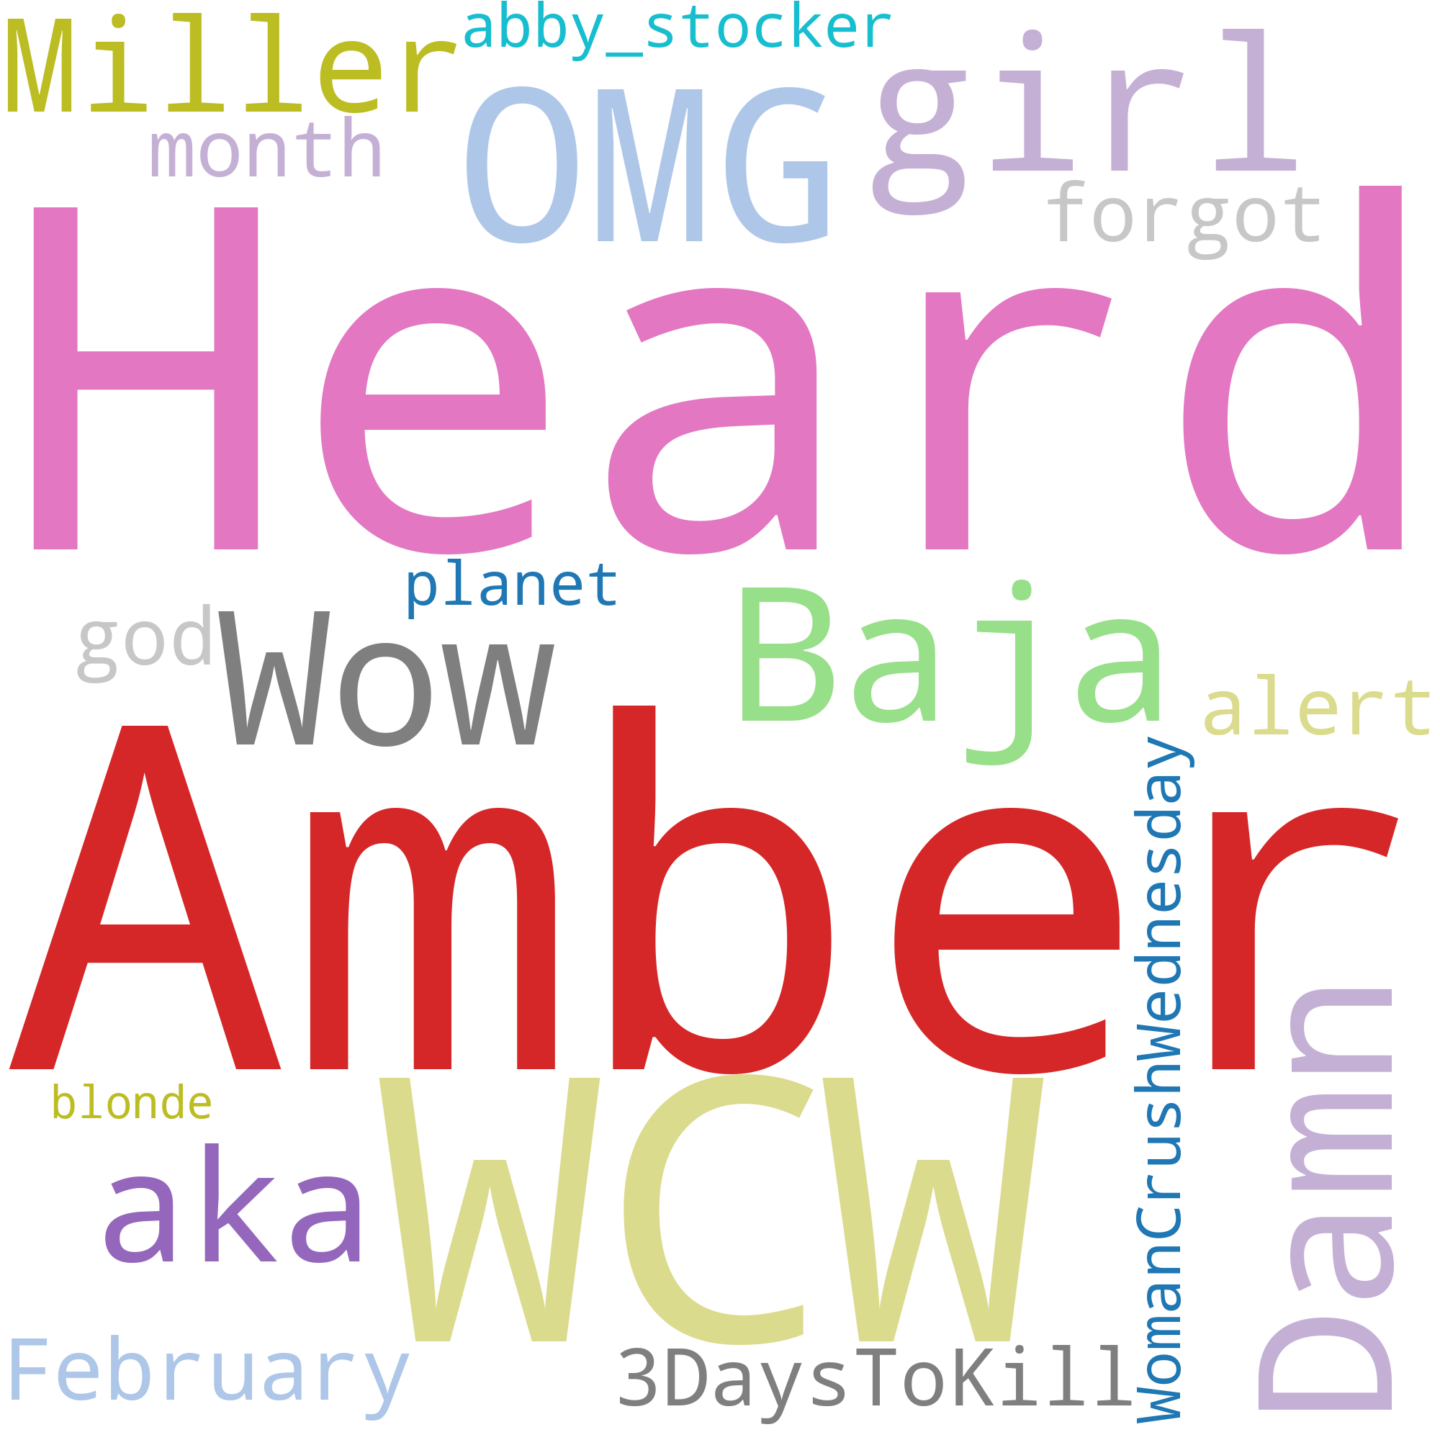 Miller
abby_stocker
girl
OMG
month
forgot
Heard
planet
god
Wow
Baja
alert
Amber
WomanCrushWednesday
Damn
blonde
WCW
aka
February
3DaysToKill